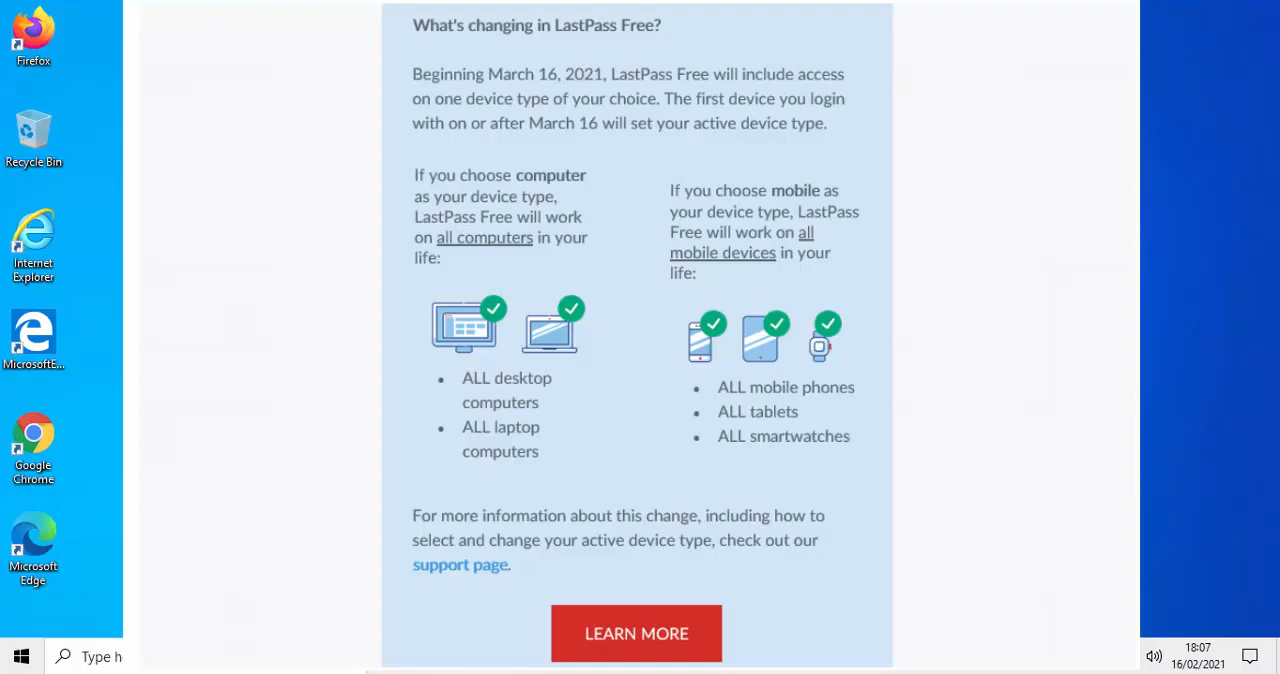 Firefox
Recycle Bin
Internet
Explorer
MicrosoftE...
Google
Chrome
Microsoft
Edge
What's changing in LastPass Free?
Beginning March 16, 2021, LastPass Free will include access
on one device type of your choice. The first device you login
with on or after March 16 will set your active device type.
If you choose computer
as your device type,
LastPass Free will work
on all computers in your
life:
ALL desktop
computers
ALL laptop
computers
If you choose mobile as
your device type, LastPass
Free will work on all
mobile devices in your
life:
ALL mobile phones
ALL tablets
ALL smartwatches
For more information about this change, including how to
select and change your active device type, check out our
support page.
LEARN MORE
Type h
18:07
16/02/2021